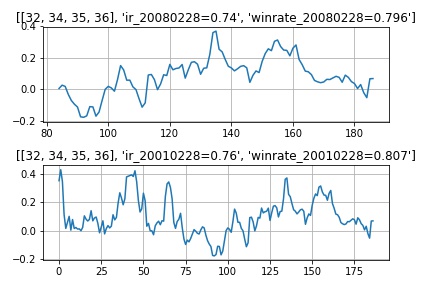 [[32, 34, 35, 36], 'ir_20080228=0.74', 'winrate_20080228=0.796']
0.4
0.2
0.0
−0.2
80 100 120 140 160 180
[[32, 34, 35, 36], 'ir_20010228=0.76', 'winrate_20010228=0.807']
0.4
0.2
0.0
−0.2
0 25 50 75 100 125 150 175